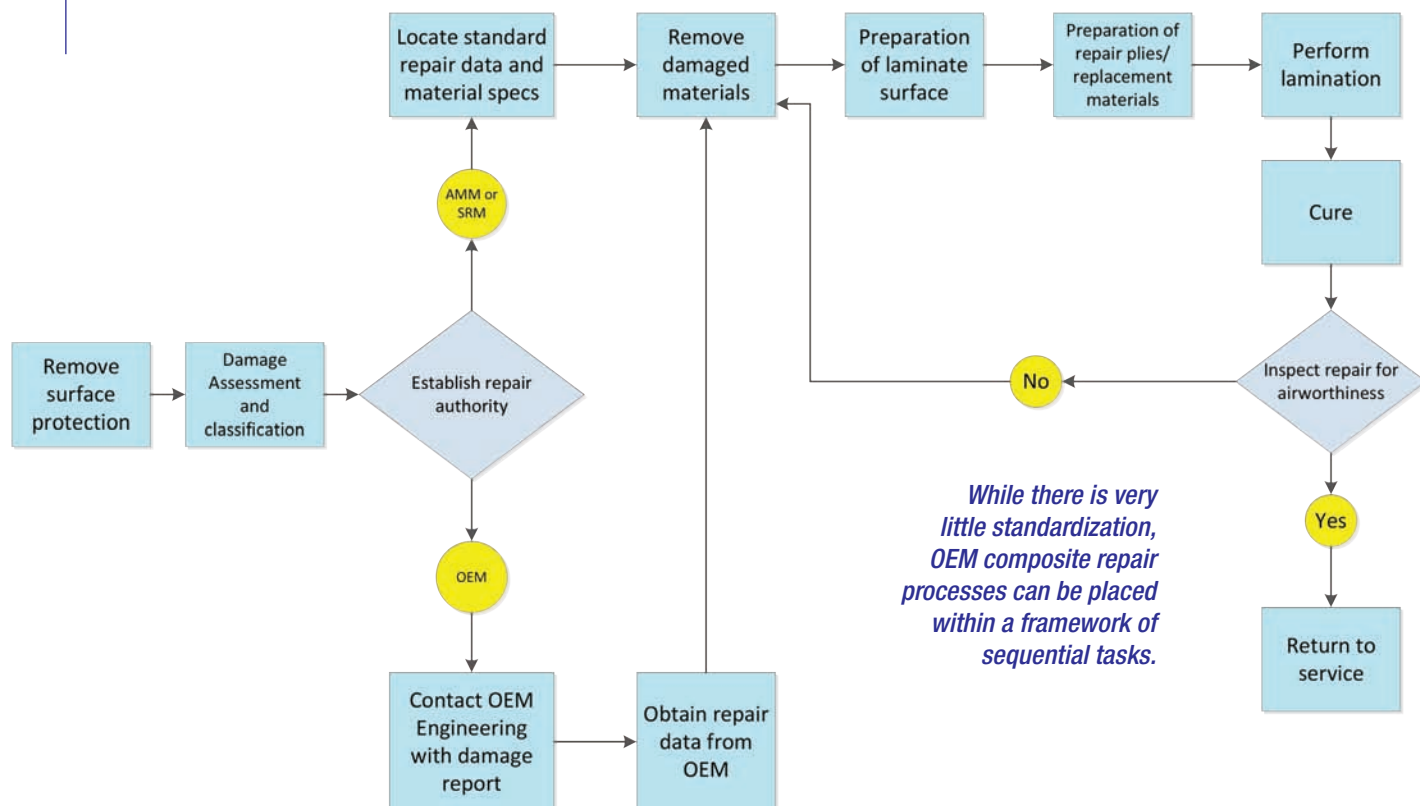 Locate standard
repair data and
material specs
Remove
damaged
materials
Preparation
of laminate
surface
Preparation of
repair plies/
replacement
materials
Perform
lamination
AMM or
SRM
Cure
Remove
surface
protection
Damage
Assessment
and
classification
Establish repair
authority
No
Inspect repair for
airworthiness
Yes
OEM
While there is very
little standardization,
OEM composite repair
processes can be placed
within a framework of
sequential tasks.
Return to
service
Contact OEM
Engineering
with damage
report
Obtain repair
data from
OEM